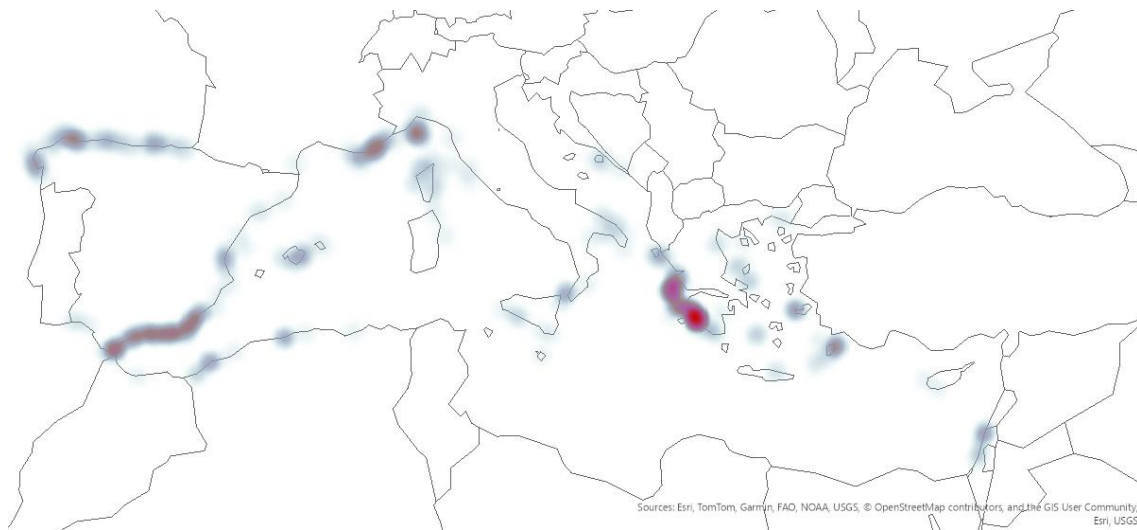 Sources: Esri, TomTom, Garmin, FAO, NOAA, USGS, © OpenStreetMap contributors, and the GIS User Community,
Esri, USGS